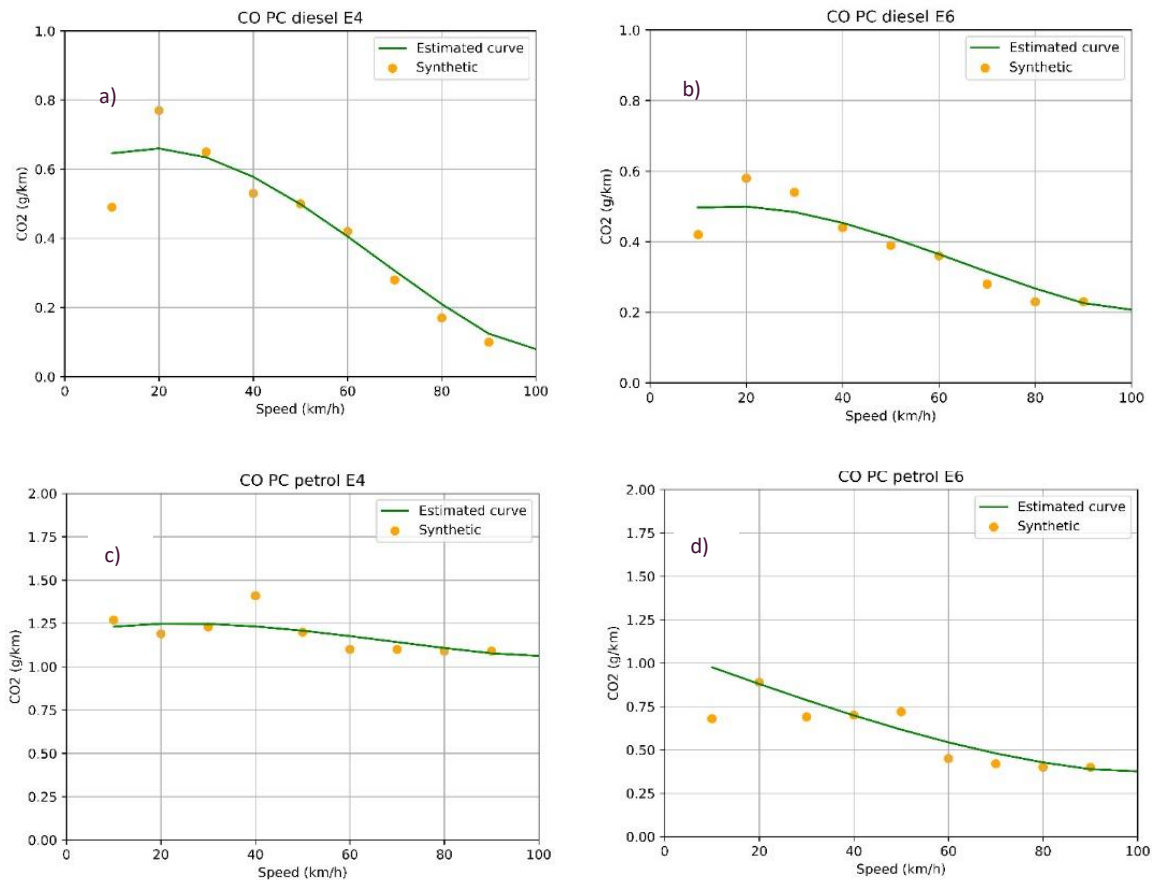 CO PC diesel E4
Estimated curve
Synthetic
a)
CO2 (g/km)
1.0
0.8
0.6
0.4
0.2
0.0
0 20 40 60 80 100
Speed (km/h)
CO PC diesel E6
Estimated curve
Synthetic
b)
CO2 (g/km)
1.0
0.8
0.6
0.4
0.2
0.0
0 20 40 60 80 100
Speed (km/h)
CO PC petrol E4
Estimated curve
Synthetic
c)
CO2 (g/km)
2.00
1.75
1.50
1.25
1.00
0.75
0.50
0.25
0.00
0 20 40 60 80 100
Speed (km/h)
CO PC petrol E6
Estimated curve
Synthetic
d)
CO2 (g/km)
2.00
1.75
1.50
1.25
1.00
0.75
0.50
0.25
0.00
0 20 40 60 80 100
Speed (km/h)